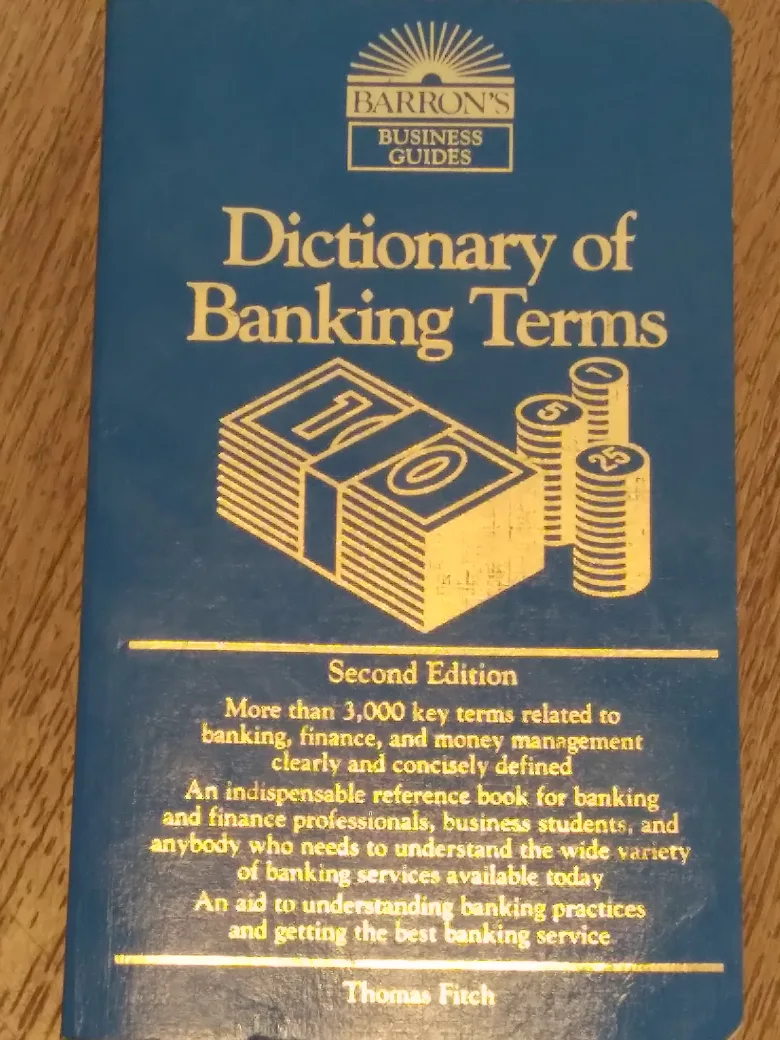 BARRON'S
BUSINESS
GUIDES
Dictionary of
Banking Terms
10
1
5
25
Second Edition
More than 3,000 key terms related to
banking, finance, and money management
clearly and concisely defined
An indispensable reference book for banking
and finance professionals, business students, and
anybody who needs to understand the wide variety
of banking services available today
An aid to understanding banking practices
and getting the best banking service
Thomas Fitch